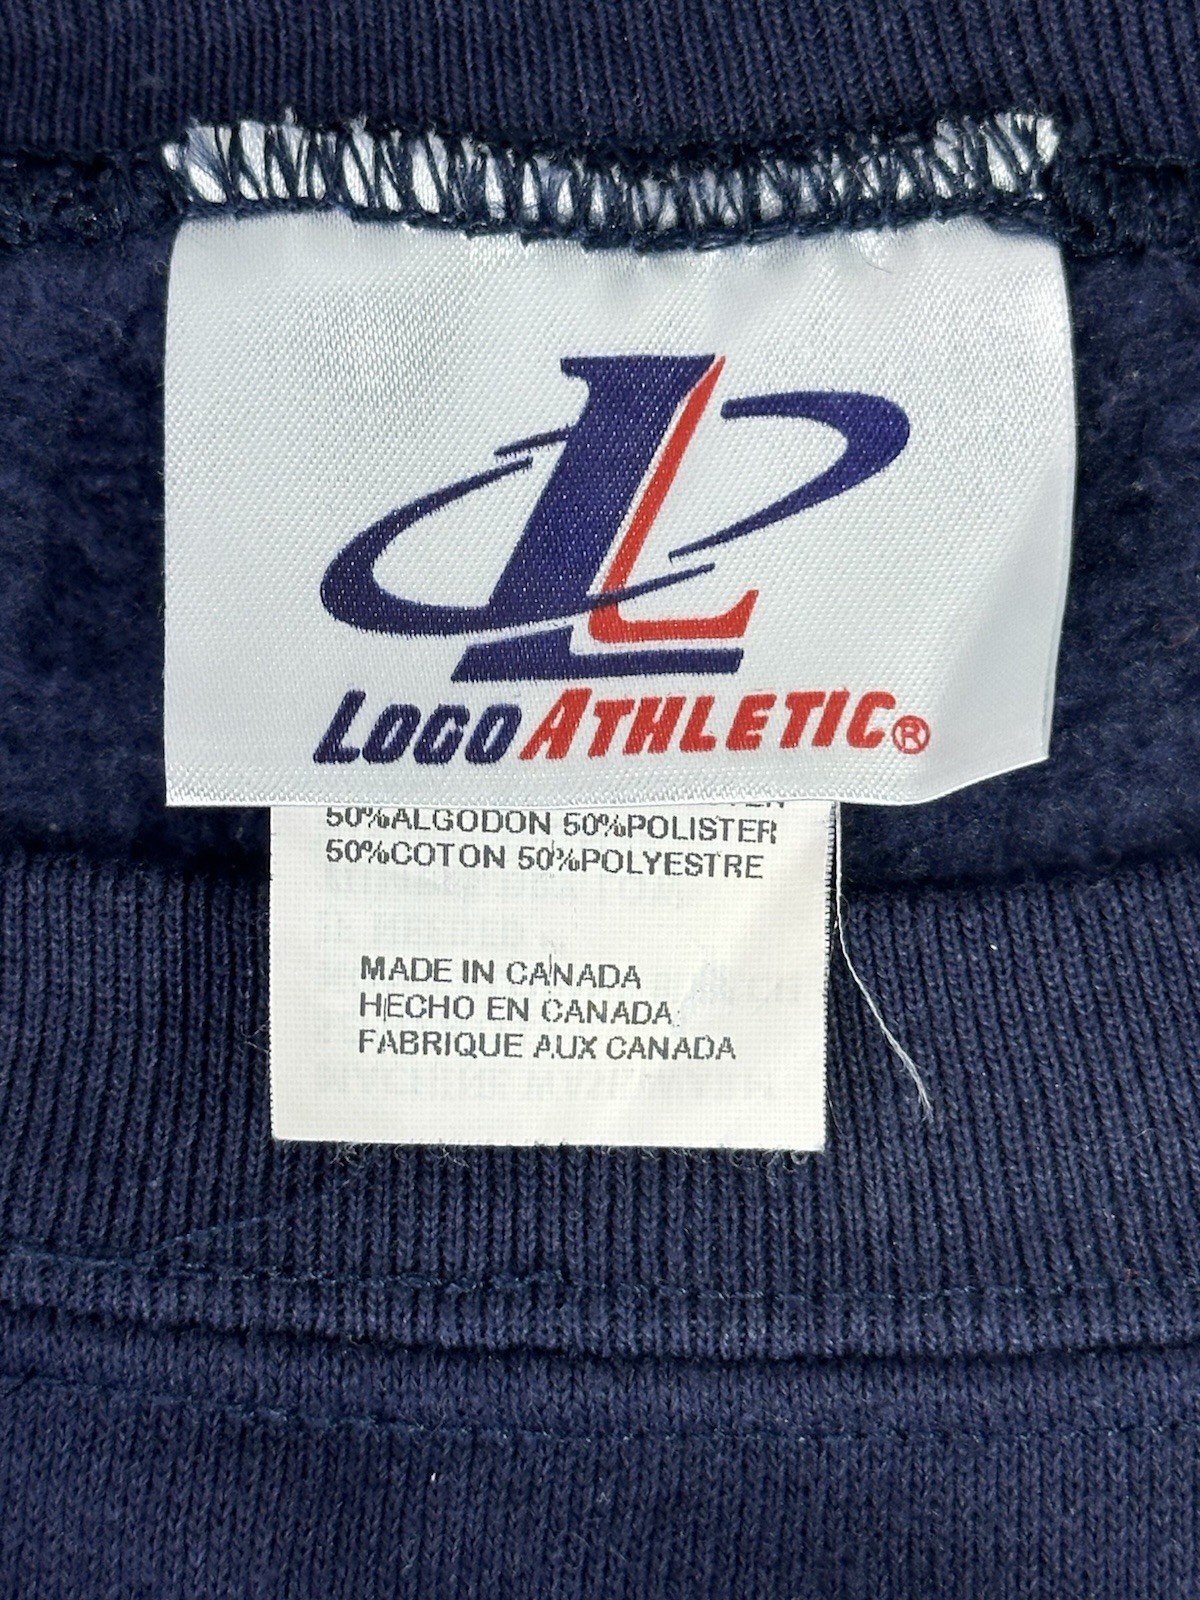 LOGO ATHLETIC®
50%ALGODON 50%POLISTER
50%COTON 50%POLYESTRE
MADE IN CANADA
HECHO EN CANADA
FABRIQUE AUX CANADA